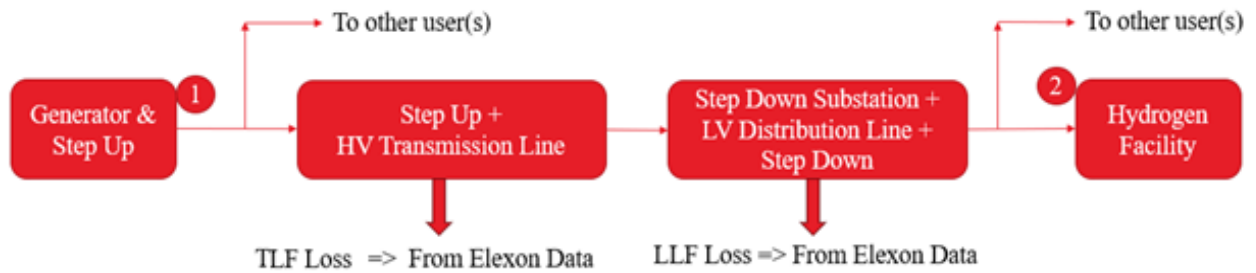 To other user(s)
To other user(s)
1
2
Generator &
Step Up
Step Up +
HV Transmission Line
Step Down Substation +
LV Distribution Line +
Step Down
Hydrogen
Facility
TLF Loss => From Elexon Data
LLF Loss => From Elexon Data